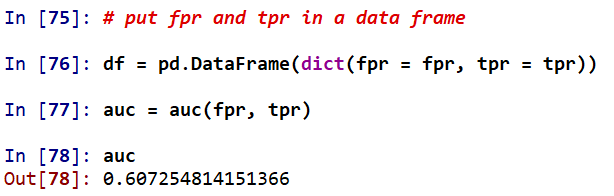 In [75]: # put fpr and tpr in a data frame
In [76]: df = pd.DataFrame(dict(fpr = fpr, tpr = tpr))
In [77]: auc = auc(fpr, tpr)
In [78]: auc
Out[78]: 0.607254814151366